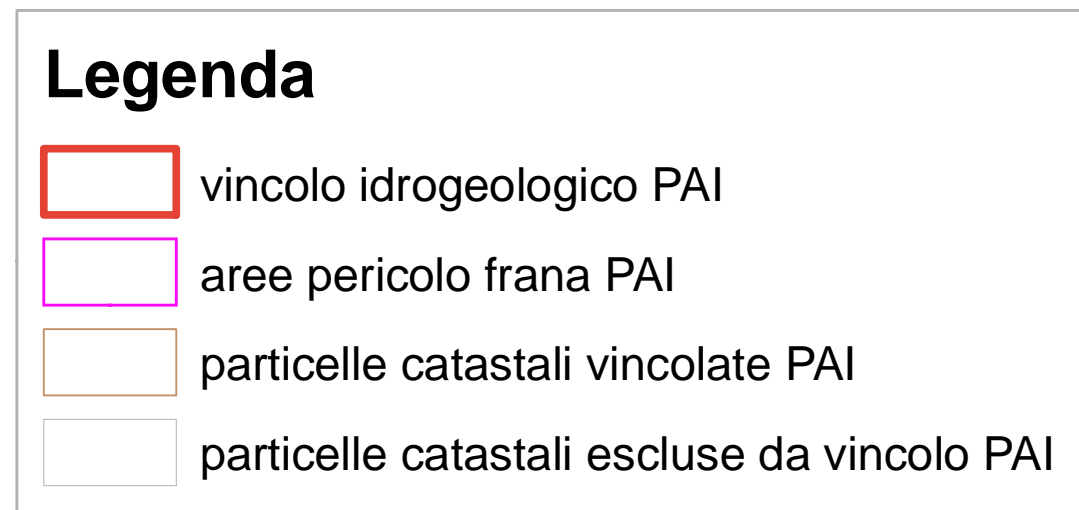 Legenda
vincolo idrogeologico PAI
aree pericolo frana PAI
particelle catastali vincolate PAI
particelle catastali escluse da vincolo PAI